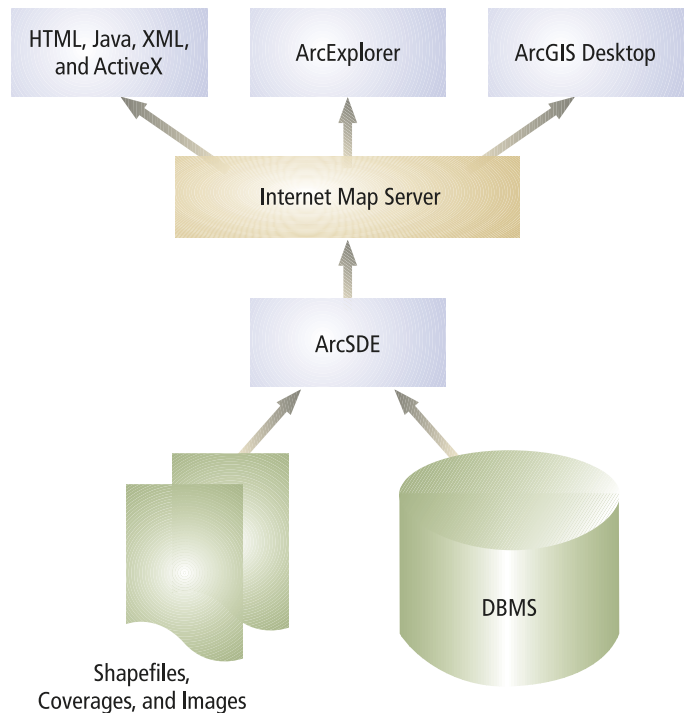 HTML, Java, XML,
and ActiveX
ArcExplorer
ArcGIS Desktop
Internet Map Server
ArcSDE
DBMS
Shapefiles,
Coverages, and Images